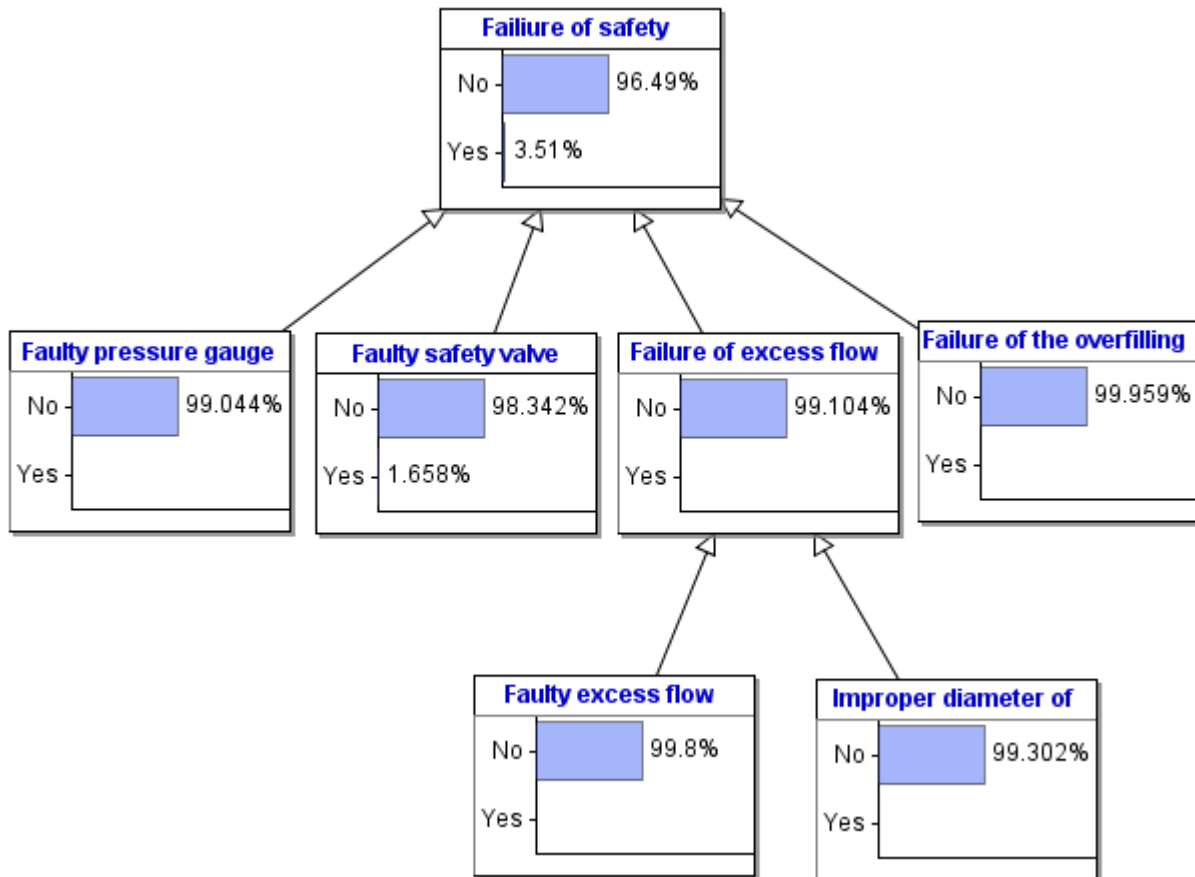 Failiure of safety
No
96.49%
Yes
3.51%
Faulty pressure gauge
No
99.044%
Yes
Faulty safety valve
No
98.342%
Yes
1.658%
Failure of excess flow
No
99.104%
Yes
Failure of the overfilling
No
99.959%
Yes
Faulty excess flow
No
99.8%
Yes
Improper diameter of
No
99.302%
Yes